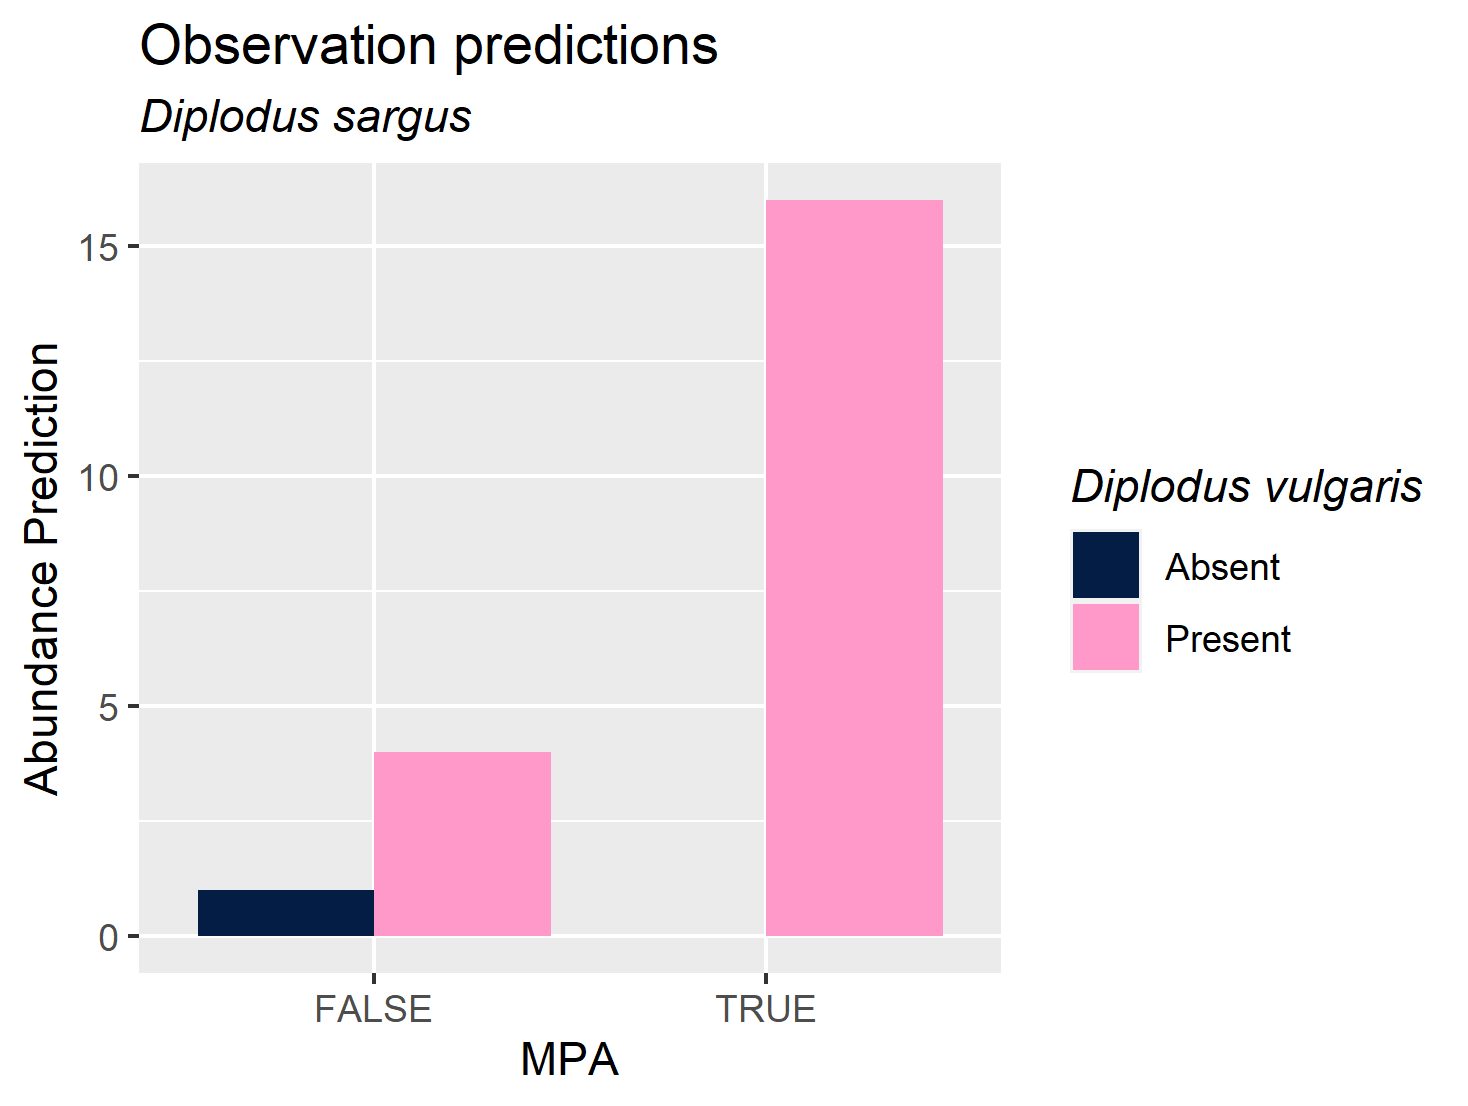 Observation predictions
Diplodus sargus
Abundance Prediction
15
10
5
0
FALSE
TRUE
MPA
Diplodus vulgaris
Absent
Present